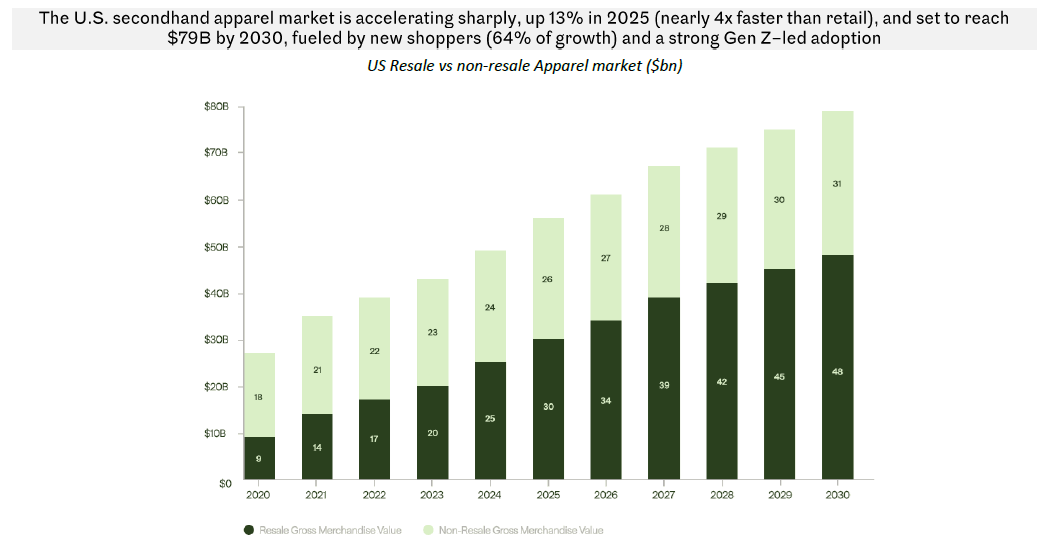 The U.S. secondhand apparel market is accelerating sharply, up 13% in 2025 (nearly 4x faster than retail), and set to reach
$79B by 2030, fueled by new shoppers (64% of growth) and a strong Gen Z–led adoption
US Resale vs non-resale Apparel market ($bn)
$80B
$70B
$60B
$50B
$40B
$30B
$20B
$10B
$0
18
21
22
23
24
26
27
28
29
30
31
9
14
17
20
25
30
34
39
42
45
48
2020 2021 2022 2023 2024 2025 2026 2027 2028 2029 2030
Resale Gross Merchandise Value Non-Resale Gross Merchandise Value